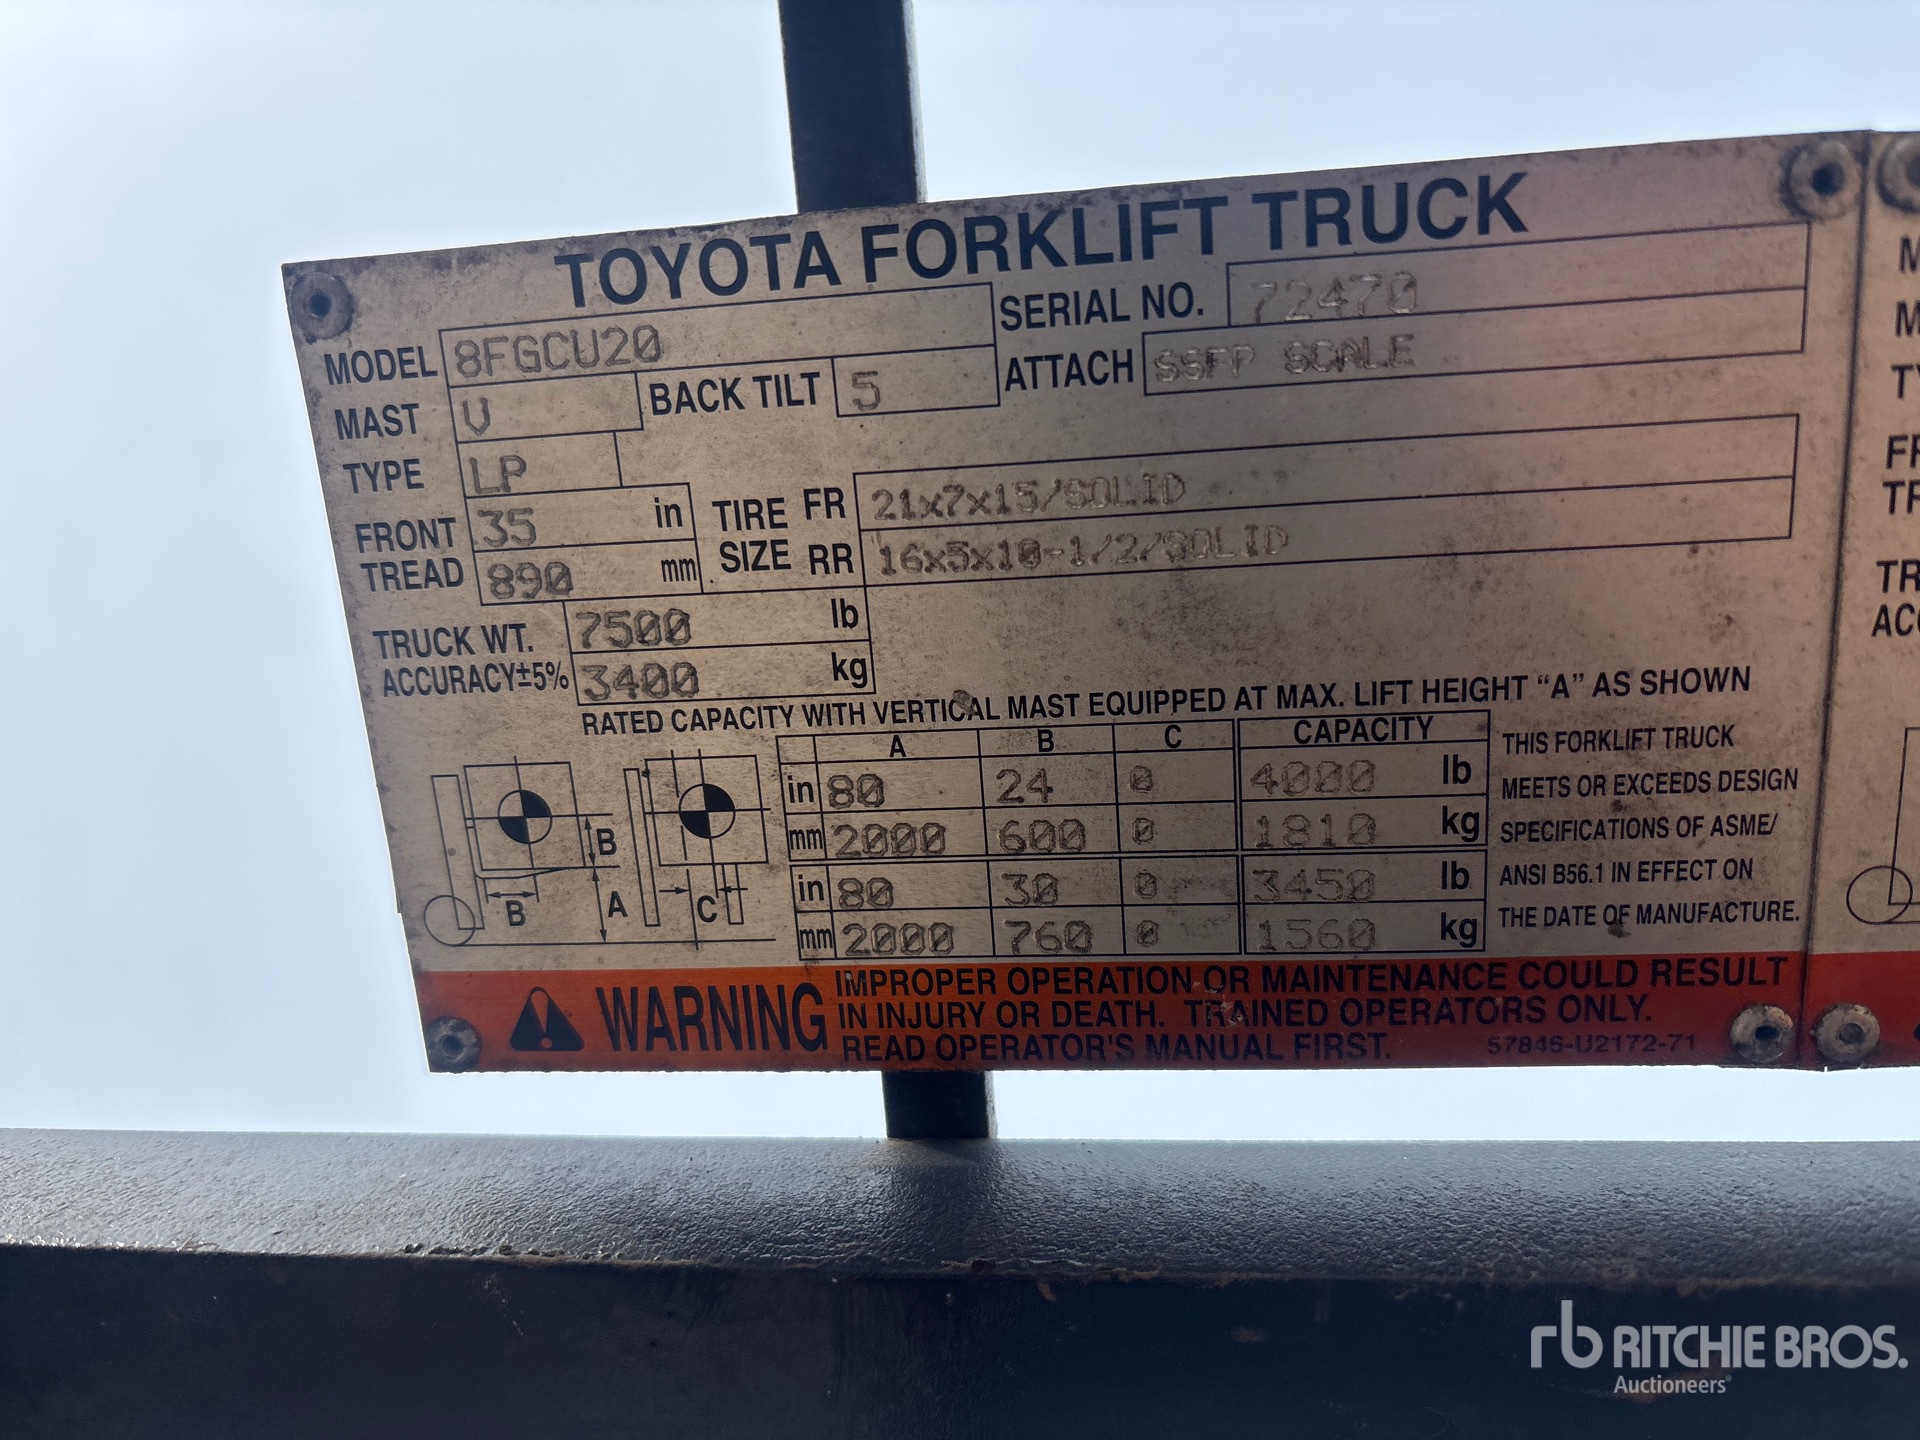 TOYOTA FORKLIFT TRUCK
MODEL 8FGCU20 SERIAL NO. 72470
MAST V BACK TILT 5 ATTACH SSFP SCALE
TYPE LP
FRONT TREAD 35 in TIRE SIZE FR 21x7x15/SOLID
890 mm RR 16x5x10-1/2/SOLID
TRUCK WT. 7500 lb
ACCURACY±5% 3400 kg
RATED CAPACITY WITH VERTICAL MAST EQUIPPED AT MAX. LIFT HEIGHT "A" AS SHOWN
A B C CAPACITY
in 80 24 0 4000 lb
mm 2000 600 0 1810 kg
in 80 30 0 3450 lb
mm 2000 760 0 1560 kg
B
B
A
C
THIS FORKLIFT TRUCK
MEETS OR EXCEEDS DESIGN
SPECIFICATIONS OF ASME/
ANSI B56.1 IN EFFECT ON
THE DATE OF MANUFACTURE.
WARNING
IMPROPER OPERATION OR MAINTENANCE COULD RESULT
IN INJURY OR DEATH. TRAINED OPERATORS ONLY.
READ OPERATOR'S MANUAL FIRST. 57846-U2172-71
rb RITCHIE BROS.
Auctioneers